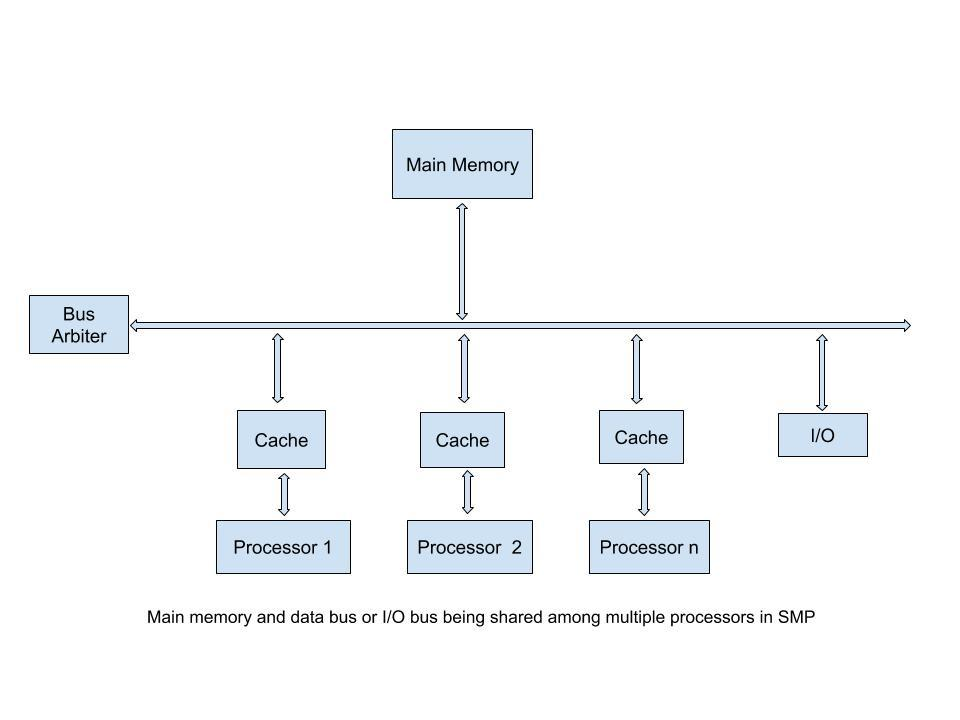 Main Memory
Bus
Arbiter
Cache
Cache
Cache
I/O
Processor 1
Processor  2
Processor n
Main memory and data bus or I/O bus being shared among multiple processors in SMP